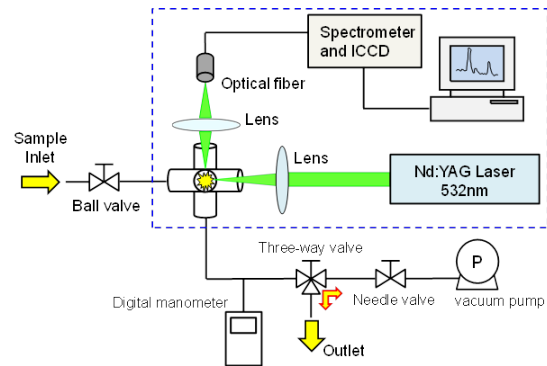 Spectrometer
and ICCD
Optical fiber
Lens
Sample
Inlet
Lens
Nd:YAG Laser
532nm
Ball valve
Three-way valve
P
Digital manometer
Needle valve
vacuum pump
Outlet